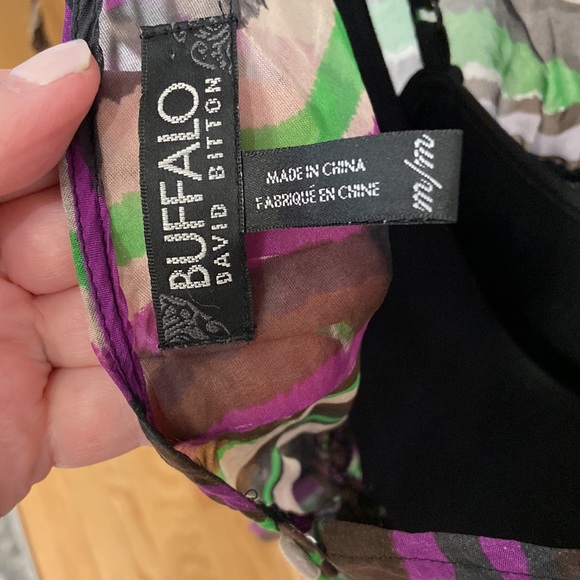 BUFFALO
DAVID BITTON
MADE IN CHINA
FABRIQUÉ EN CHINE
m/m